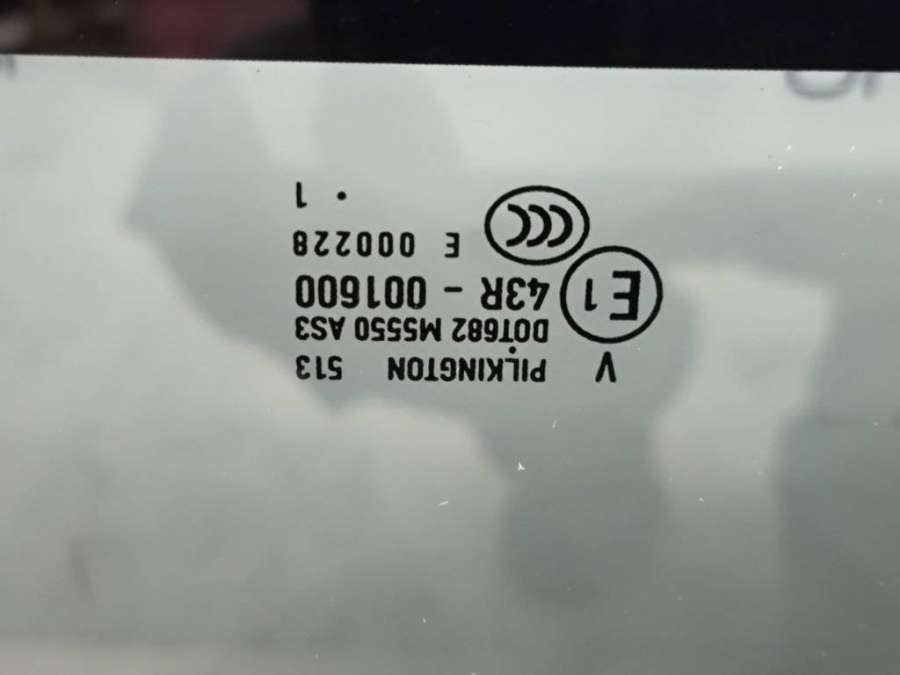 V PILKINGTON 513
DOT682 M5550 AS3
E1 43R - 001600
CCC E 000228
· 1